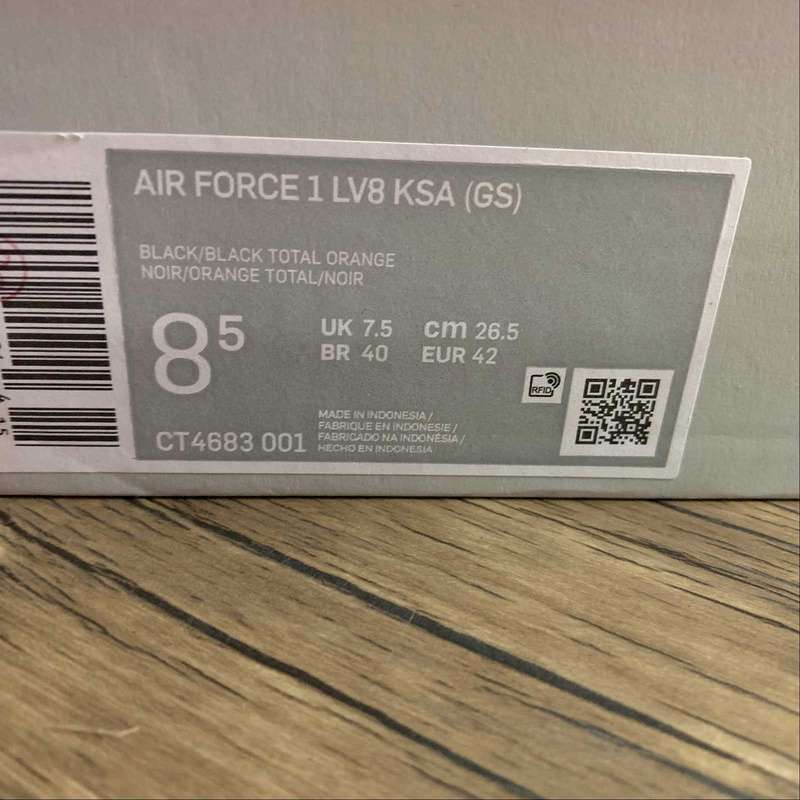 AIR FORCE 1 LV8 KSA (GS)
BLACK/BLACK TOTAL ORANGE
NOIR/ORANGE TOTAL/NOIR
8 5
UK 7.5 cm 26.5
BR 40 EUR 42
RFID
MADE IN INDONESIA /
FABRIQUE EN INDONESIE /
FABRICADO NA INDONÉSIA /
HECHO EN INDONESIA
CT4683 001